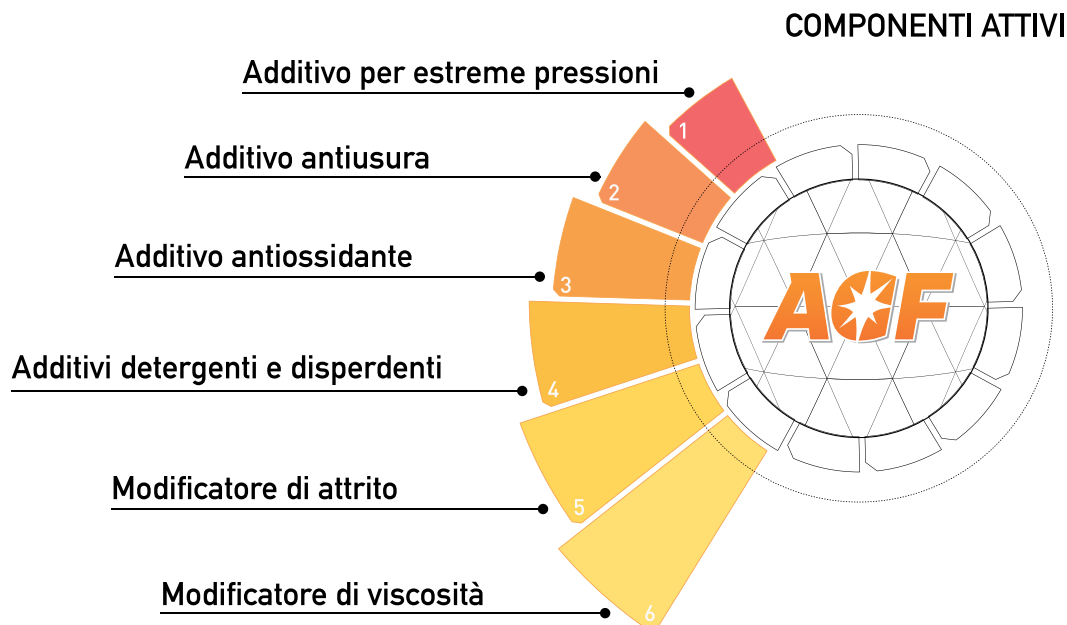 COMPONENTI ATTIVI
Additivo per estreme pressioni
1
Additivo antiusura
2
Additivo antiossidante
3
ACF
Additivi detergenti e disperdenti
4
Modificatore di attrito
5
Modificatore di viscosità
6